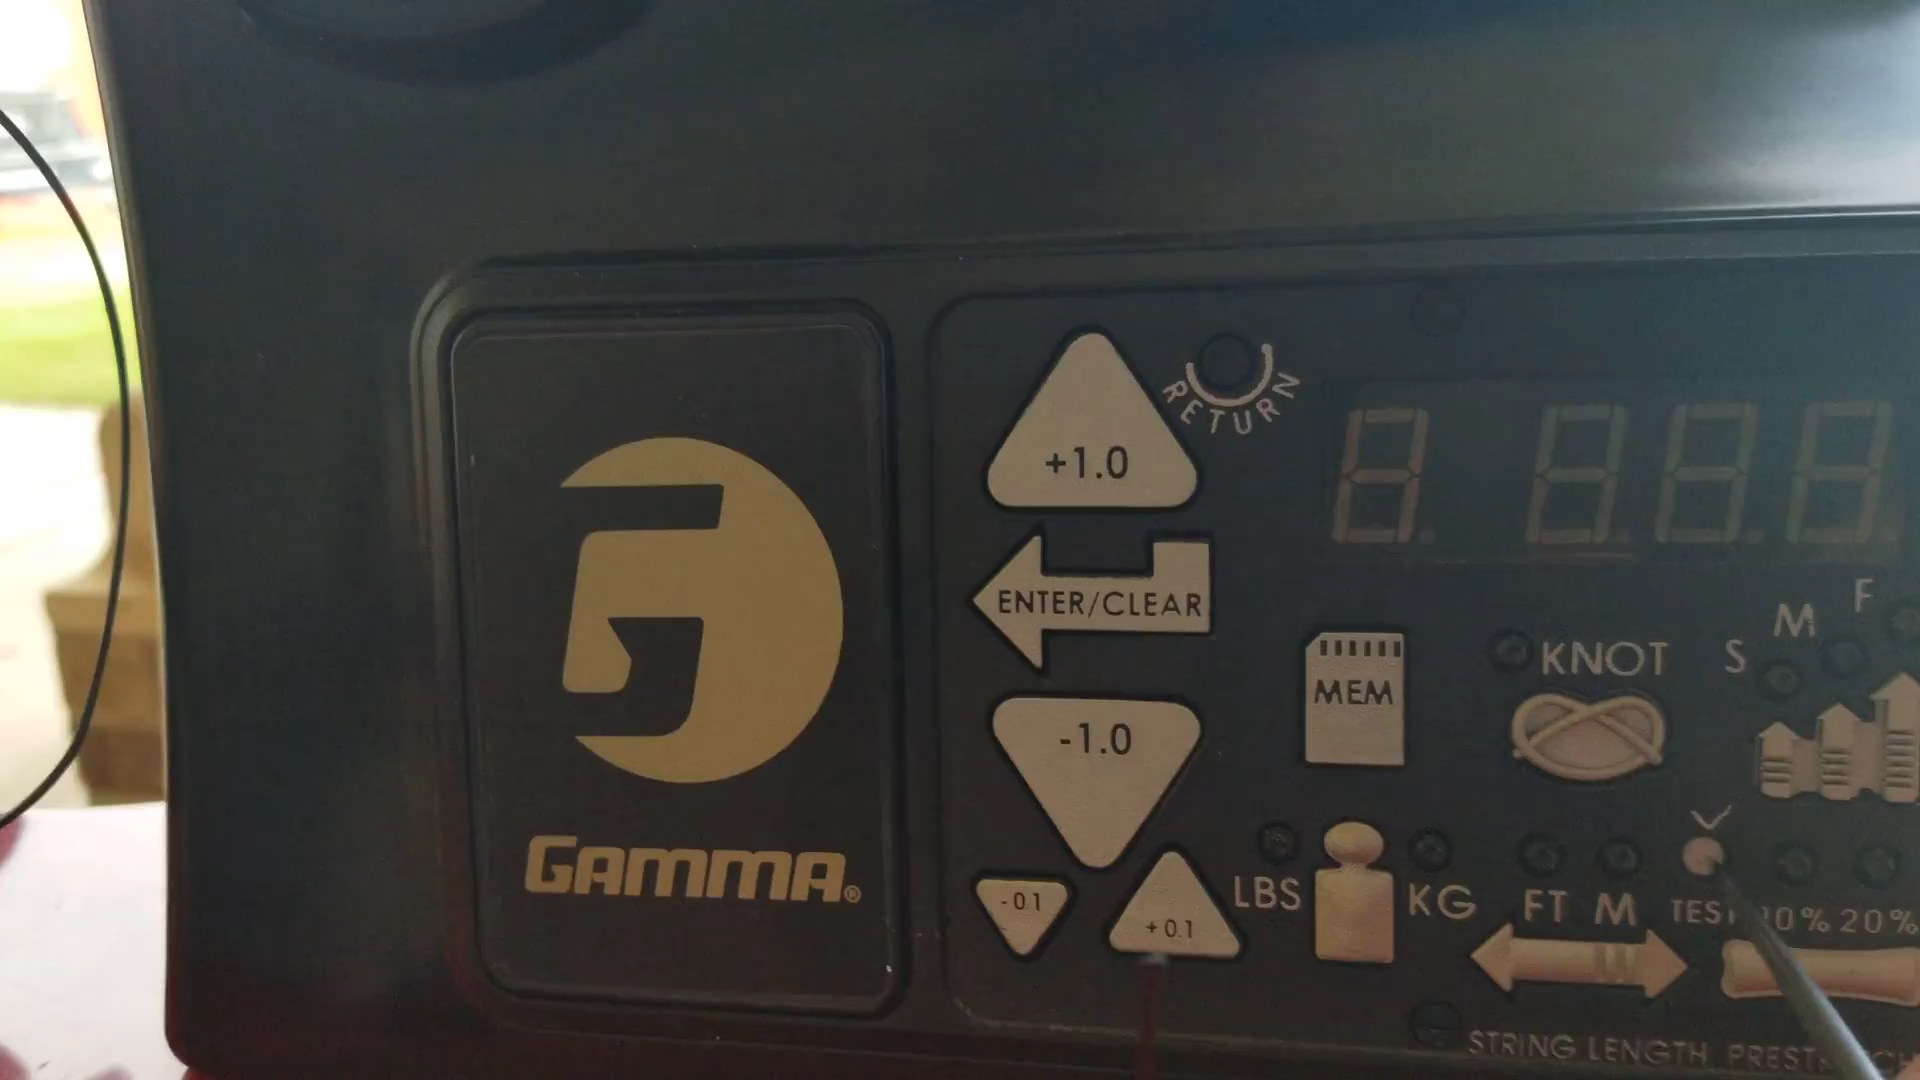 +1.0
RETURN
ENTER/CLEAR
MEM
KNOT
S M F
-1.0
GAMMA®
-0.1
+0.1
LBS
KG
FT M
TEST
20%
STRING LENGTH